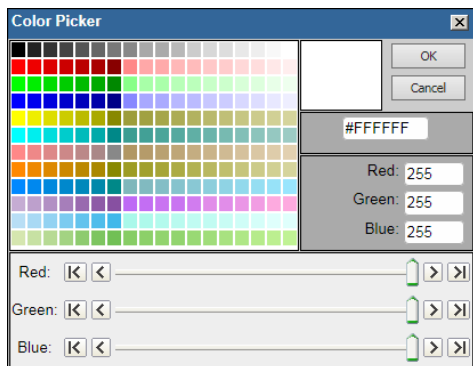 Color Picker
OK
Cancel
#FFFFFF
Red: 255
Green: 255
Blue: 255
Red:
Green:
Blue: